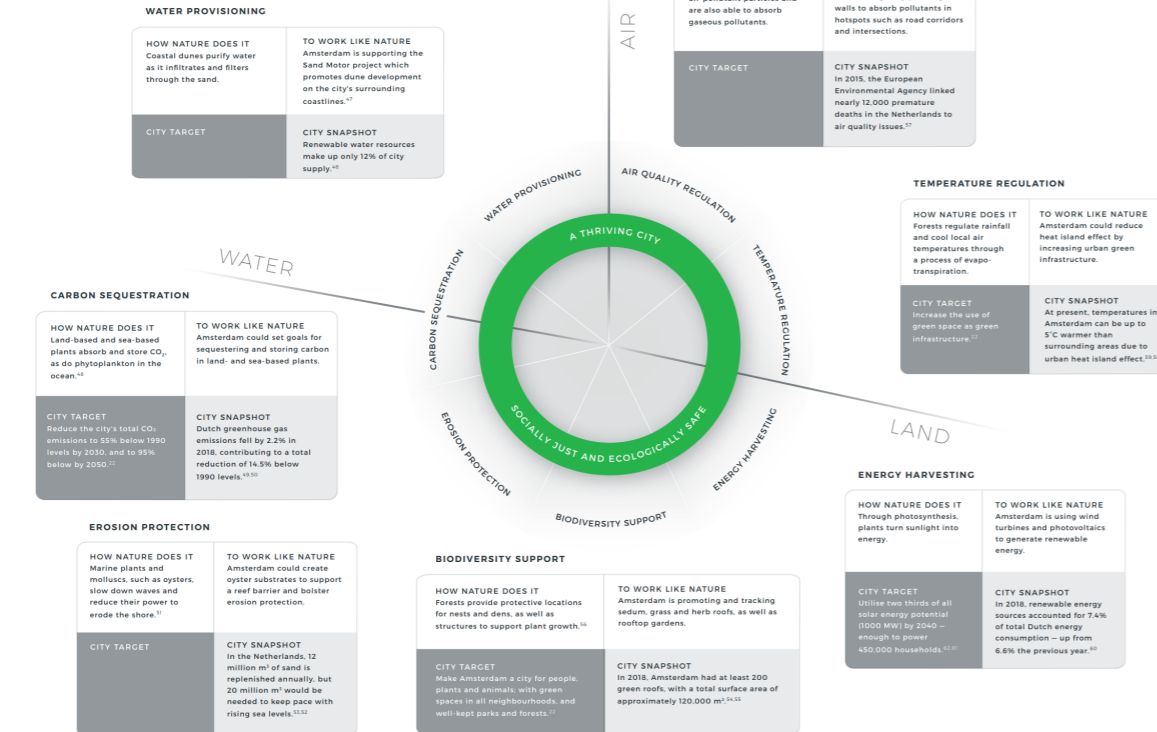 WATER PROVISIONING
HOW NATURE DOES IT
Coastal dunes purify water
as it infiltrates and filters
through the sand.
TO WORK LIKE NATURE
Amsterdam is supporting the
Sand Motor project which
promotes dune development
on the city's surrounding
coastlines.47
CITY TARGET
CITY SNAPSHOT
Renewable water resources
make up only 12% of city
supply.46
AIR
are also able to absorb
gaseous pollutants.
walls to absorb pollutants in
hotspots such as road corridors
and intersections.
CITY TARGET
CITY SNAPSHOT
In 2015, the European
Environmental Agency linked
nearly 12,000 premature
deaths in the Netherlands to
air quality issues.57
TEMPERATURE REGULATION
HOW NATURE DOES IT
Forests regulate rainfall
and cool local air
temperatures through
a process of evapo-
transpiration.
TO WORK LIKE NATURE
Amsterdam could reduce
heat island effect by
increasing urban green
infrastructure.
CITY TARGET
Increase the use of
green space as green
infrastructure.22
CITY SNAPSHOT
At present, temperatures in
Amsterdam can be up to
5°C warmer than
surrounding areas due to
urban heat island effect.
WATER PROVISIONING
AIR QUALITY REGULATION
TEMPERATURE REGULATION
ENERGY HARVESTING
BIODIVERSITY SUPPORT
EROSION PROTECTION
CARBON SEQUESTRATION
A THRIVING CITY
SOCIALLY JUST AND ECOLOGICALLY SAFE
WATER
LAND
CARBON SEQUESTRATION
HOW NATURE DOES IT
Land-based and sea-based
plants absorb and store CO₂,
as do phytoplankton in the
ocean.48
TO WORK LIKE NATURE
Amsterdam could set goals for
sequestering and storing carbon
in land- and sea-based plants.
CITY TARGET
Reduce the city's total CO₂
emissions to 55% below 1990
levels by 2030, and to 95%
below by 2050.22
CITY SNAPSHOT
Dutch greenhouse gas
emissions fell by 2.2% in
2018, contributing to a total
reduction of 14.5% below
1990 levels.49,50
EROSION PROTECTION
HOW NATURE DOES IT
Marine plants and
molluscs, such as oysters,
slow down waves and
reduce their power to
erode the shore.51
TO WORK LIKE NATURE
Amsterdam could create
oyster substrates to support
a reef barrier and bolster
erosion protection.
CITY TARGET
CITY SNAPSHOT
In the Netherlands, 12
million m³ of sand is
replenished annually, but
20 million m³ would be
needed to keep pace with
rising sea levels.53,52
BIODIVERSITY SUPPORT
HOW NATURE DOES IT
Forests provide protective locations
for nests and dens, as well as
structures to support plant growth.56
TO WORK LIKE NATURE
Amsterdam is promoting and tracking
sedum, grass and herb roofs, as well as
rooftop gardens.
CITY TARGET
Make Amsterdam a city for people,
plants and animals; with green
spaces in all neighbourhoods, and
well-kept parks and forests.22
CITY SNAPSHOT
In 2018, Amsterdam had at least 200
green roofs, with a total surface area of
approximately 120.000 m².54,55
ENERGY HARVESTING
HOW NATURE DOES IT
Through photosynthesis,
plants turn sunlight into
energy.
TO WORK LIKE NATURE
Amsterdam is using wind
turbines and photovoltaics
to generate renewable
energy.
CITY TARGET
Utilise two thirds of all
solar energy potential
(1000 MW) by 2040 –
enough to power
450,000 households.
CITY SNAPSHOT
In 2018, renewable energy
sources accounted for 7.4%
of total Dutch energy
consumption – up from
6.6% the previous year.60